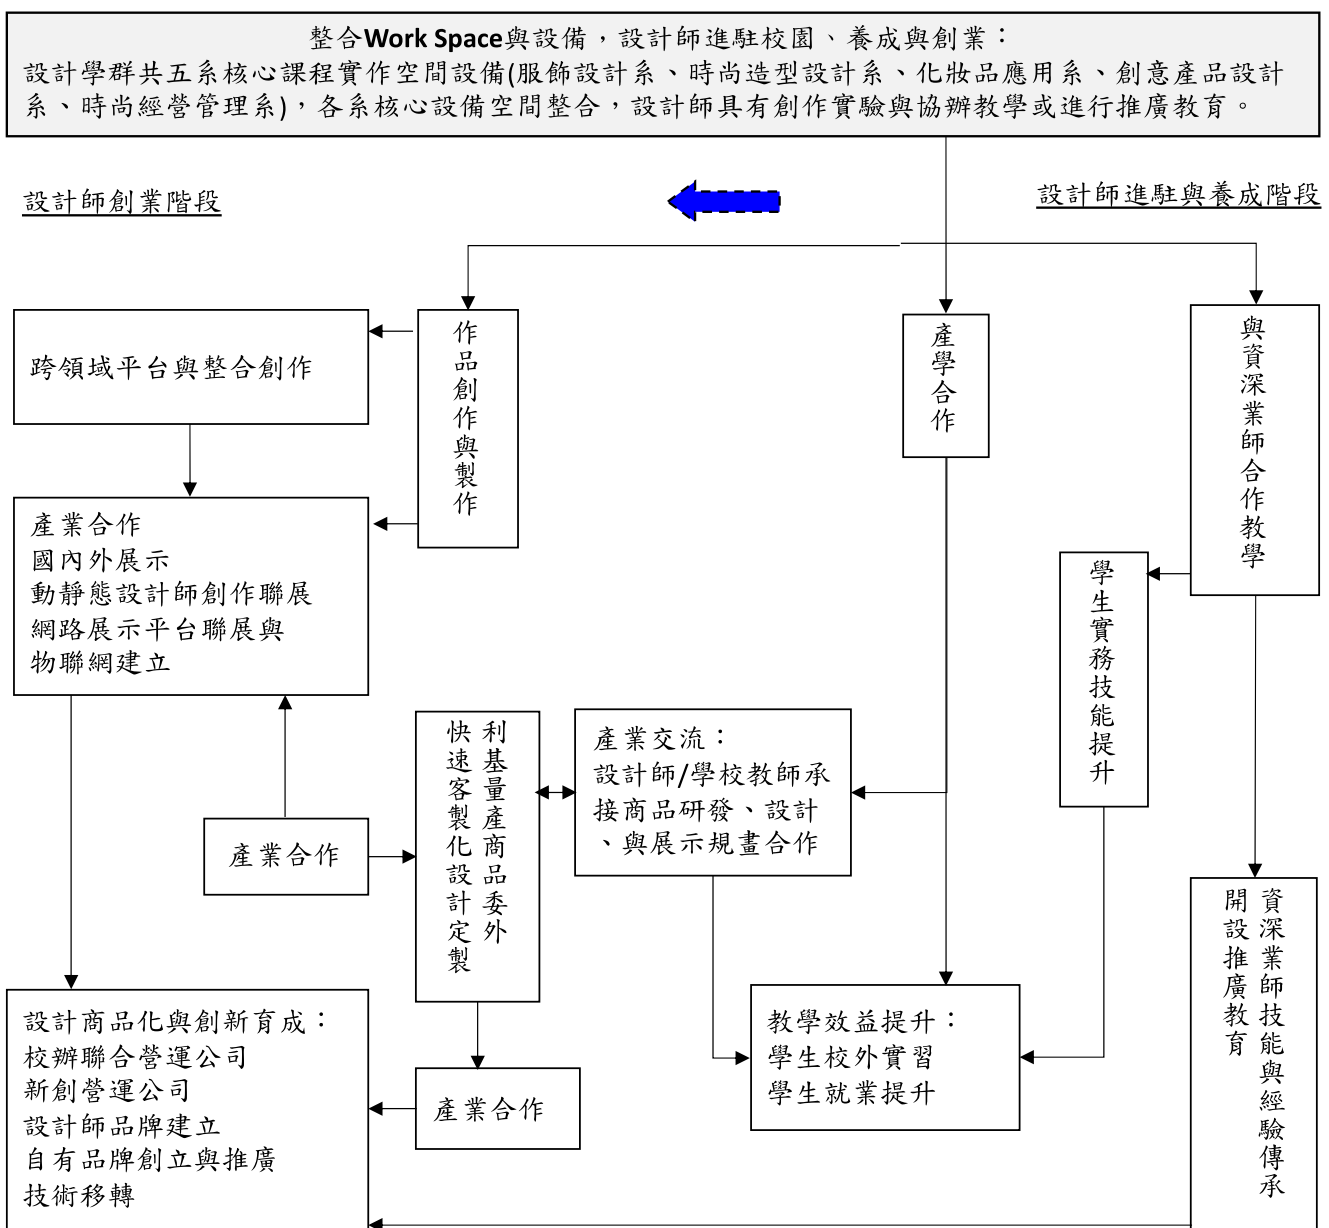 整合Work Space與設備，設計師進駐校園、養成與創業：
設計學群共五系核心課程實作空間設備(服飾設計系、時尚造型設計系、化妝品應用系、創意產品設計
系、時尚經營管理系)，各系核心設備空間整合，設計師具有創作實驗與協辦教學或進行推廣教育。
設計師創業階段
設計師進駐與養成階段
跨領域平台與整合創作
作品創作與製作
產學合作
與資深業師合作教學
產業合作
國內外展示
動靜態設計師創作聯展
網路展示平台聯展與
物聯網建立
學生實務技能提升
利基量產商品委外
快速客製化設計定製
產業交流：
設計師/學校教師承
接商品研發、設計
、與展示規畫合作
產業合作
資深業師技能與經驗傳承
開設推廣教育
設計商品化與創新育成：
校辦聯合營運公司
新創營運公司
設計師品牌建立
自有品牌創立與推廣
技術移轉
產業合作
教學效益提升：
學生校外實習
學生就業提升